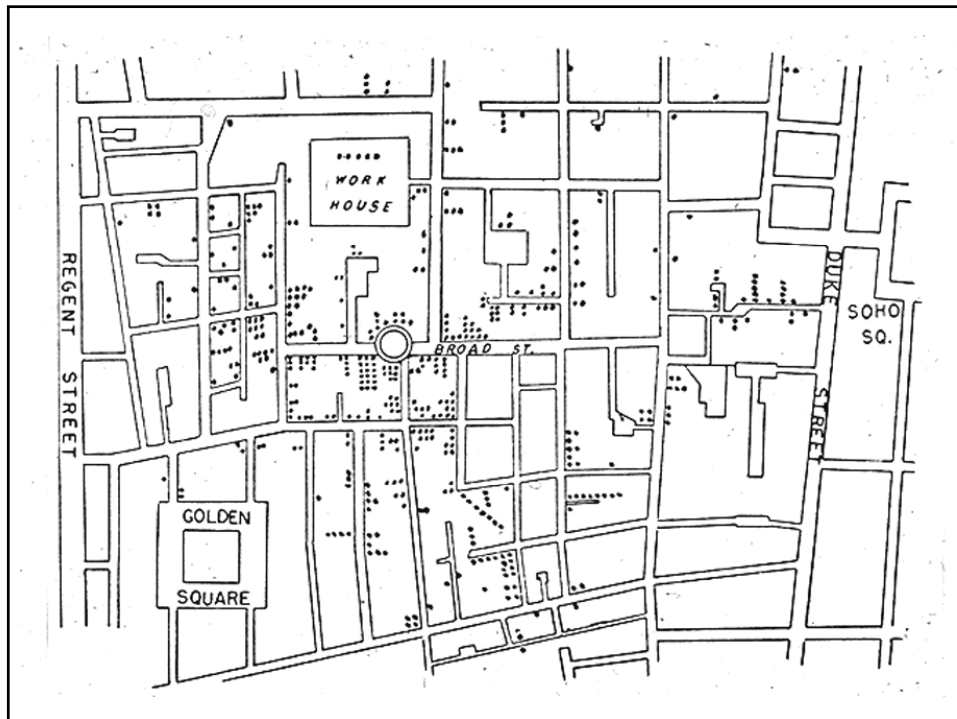 WORK
HOUSE
REGENT STREET
BROAD ST.
DUKE STREET
SOHO
SQ.
GOLDEN
SQUARE